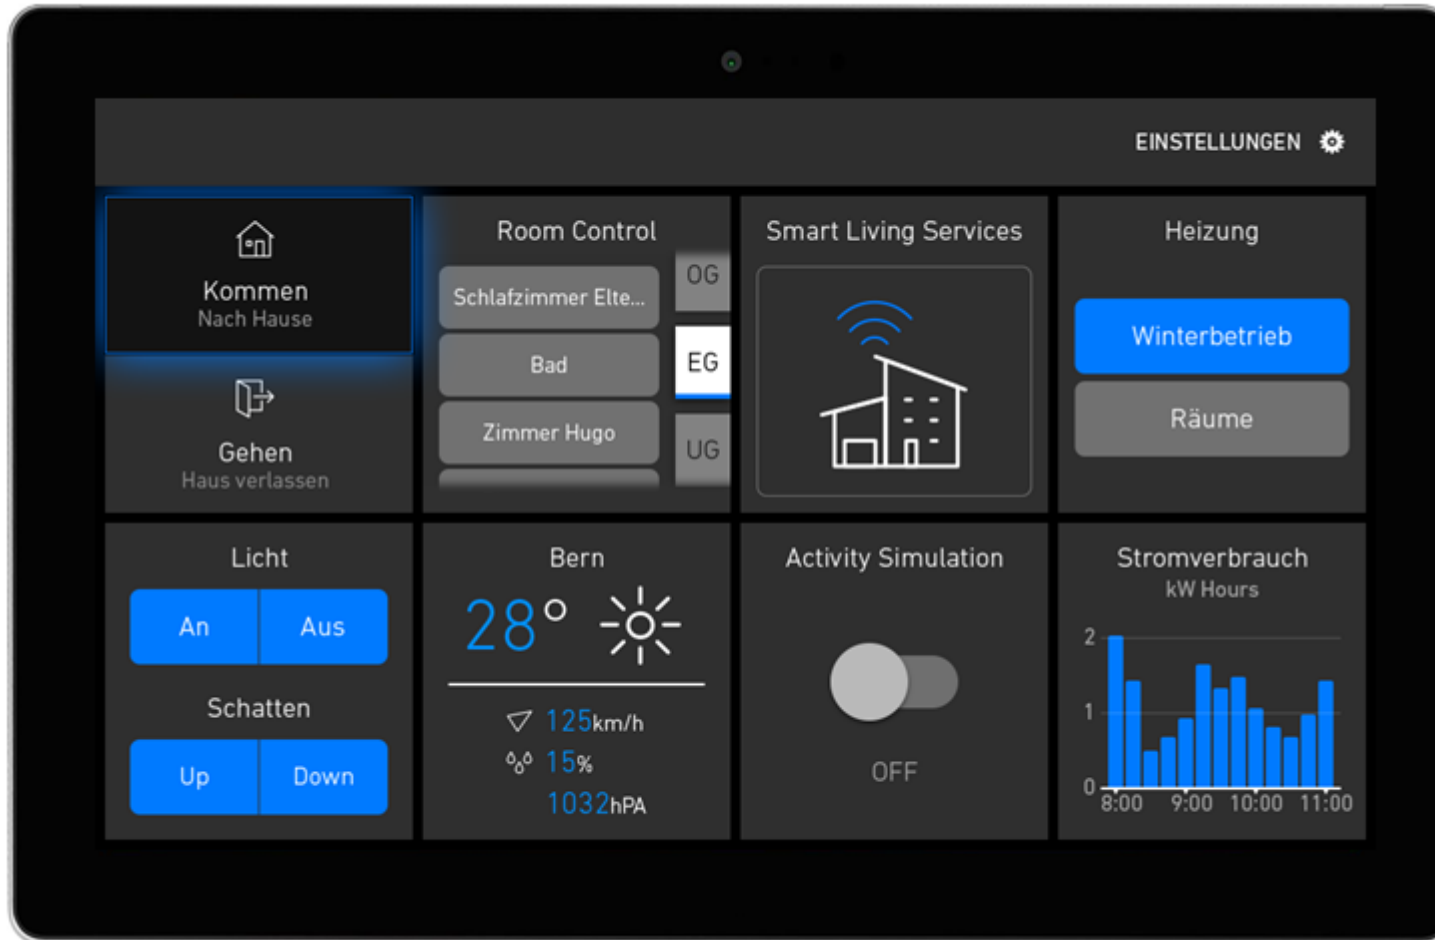 EINSTELLUNGEN
Kommen
Nach Hause
Gehen
Haus verlassen
Room Control
Schlafzimmer Elte...
Bad
Zimmer Hugo
OG
EG
UG
Smart Living Services
Heizung
Winterbetrieb
Räume
Licht
An Aus
Schatten
Up Down
Bern
28°
125km/h
15%
1032hPA
Activity Simulation
OFF
Stromverbrauch
kW Hours
2
1
0
8:00 9:00 10:00 11:00